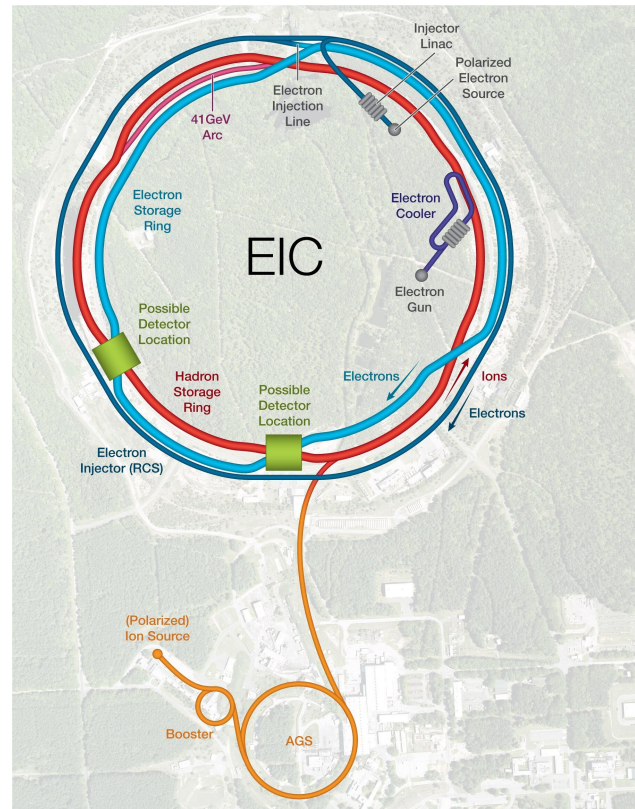 Injector
Linac
Polarized
Electron
Source
Electron
Injection
Line
41GeV
Arc
Electron
Storage
Ring
Electron
Cooler
EIC
Electron
Gun
Possible
Detector
Location
Hadron
Storage
Ring
Possible
Detector
Location
Electrons
Ions
Electrons
Electron
Injector (RCS)
(Polarized)
Ion Source
Booster
AGS